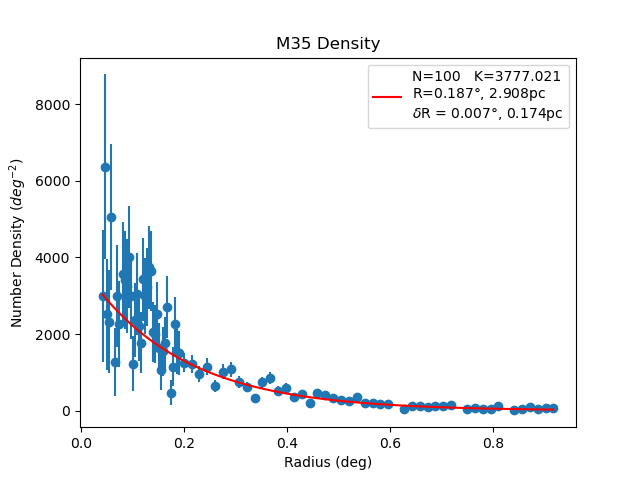 M35 Density
N=100 K=3777.021
R=0.187°, 2.908pc
δR = 0.007°, 0.174pc
Number Density (deg⁻²)
8000
6000
4000
2000
0
0.0 0.2 0.4 0.6 0.8
Radius (deg)